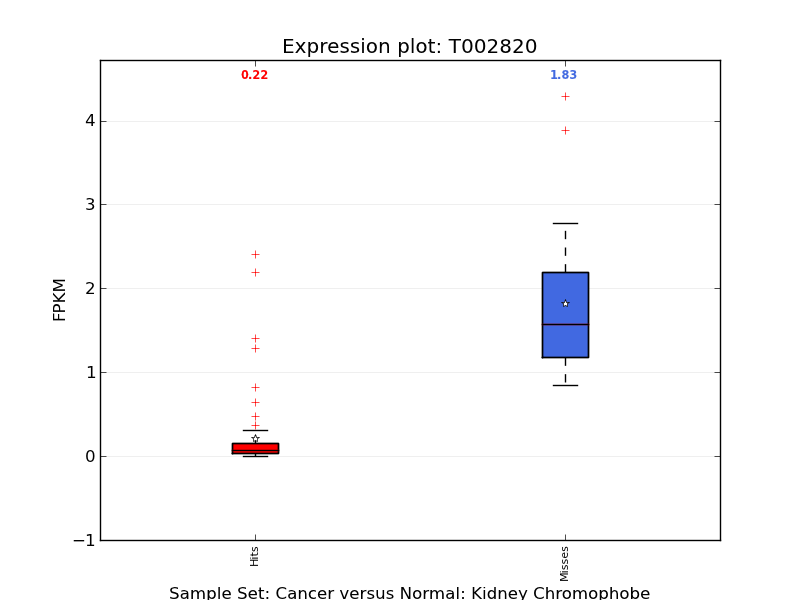 Expression plot: T002820
0.22
1.83
4
3
2
1
0
−1
FPKM
Hits
Misses
Sample Set: Cancer versus Normal: Kidney Chromophobe